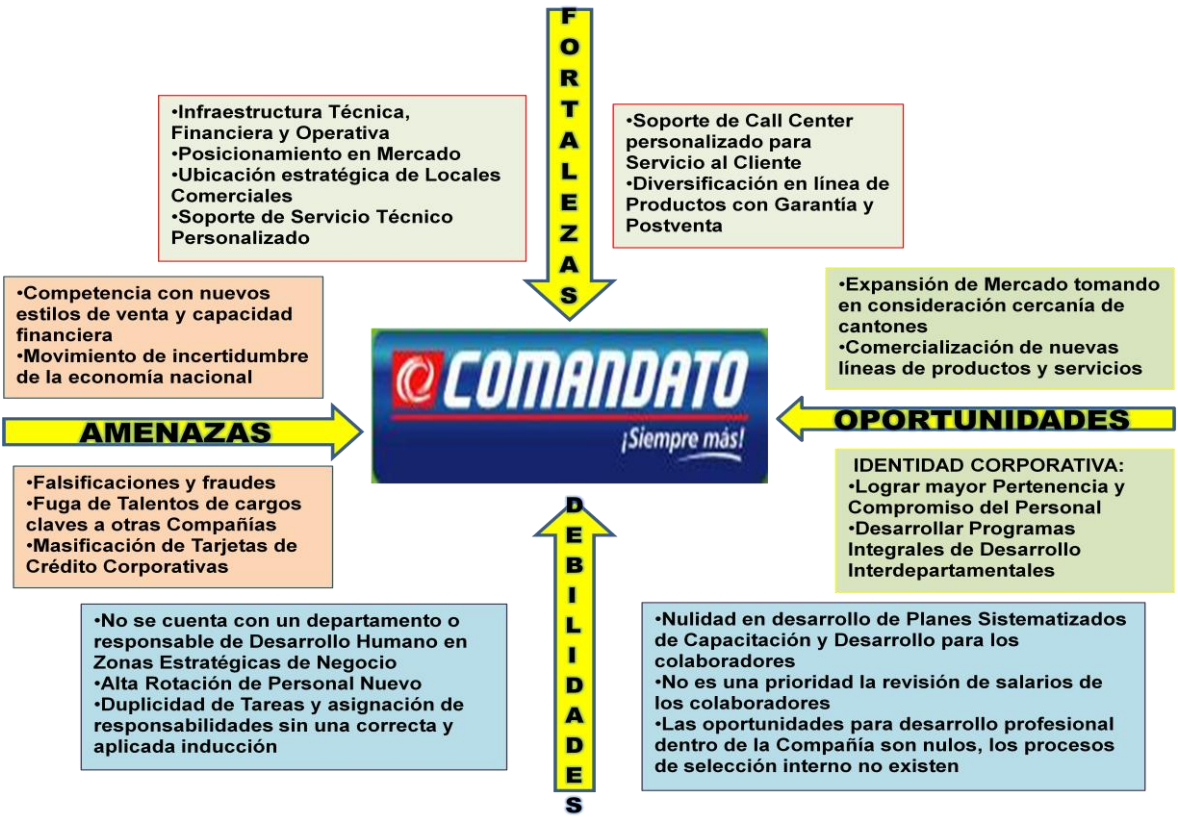 FORTALEZAS
•Infraestructura Técnica,
Financiera y Operativa
•Posicionamiento en Mercado
•Ubicación estratégica de Locales
Comerciales
•Soporte de Servicio Técnico
Personalizado
•Soporte de Call Center
personalizado para
Servicio al Cliente
•Diversificación en línea de
Productos con Garantía y
Postventa
•Competencia con nuevos
estilos de venta y capacidad
financiera
•Movimiento de incertidumbre
de la economía nacional
AMENAZAS
•Falsificaciones y fraudes
•Fuga de Talentos de cargos
claves a otras Compañías
•Masificación de Tarjetas de
Crédito Corporativas
COMANDATO
¡Siempre más!
•Expansión de Mercado tomando
en consideración cercanía de
cantones
•Comercialización de nuevas
líneas de productos y servicios
OPORTUNIDADES
IDENTIDAD CORPORATIVA:
•Lograr mayor Pertenencia y
Compromiso del Personal
•Desarrollar Programas
Integrales de Desarrollo
Interdepartamentales
DEBILIDADES
•No se cuenta con un departamento o
responsable de Desarrollo Humano en
Zonas Estratégicas de Negocio
•Alta Rotación de Personal Nuevo
•Duplicidad de Tareas y asignación de
responsabilidades sin una correcta y
aplicada inducción
•Nulidad en desarrollo de Planes Sistematizados
de Capacitación y Desarrollo para los
colaboradores
•No es una prioridad la revisión de salarios de
los colaboradores
•Las oportunidades para desarrollo profesional
dentro de la Compañía son nulos, los procesos
de selección interno no existen